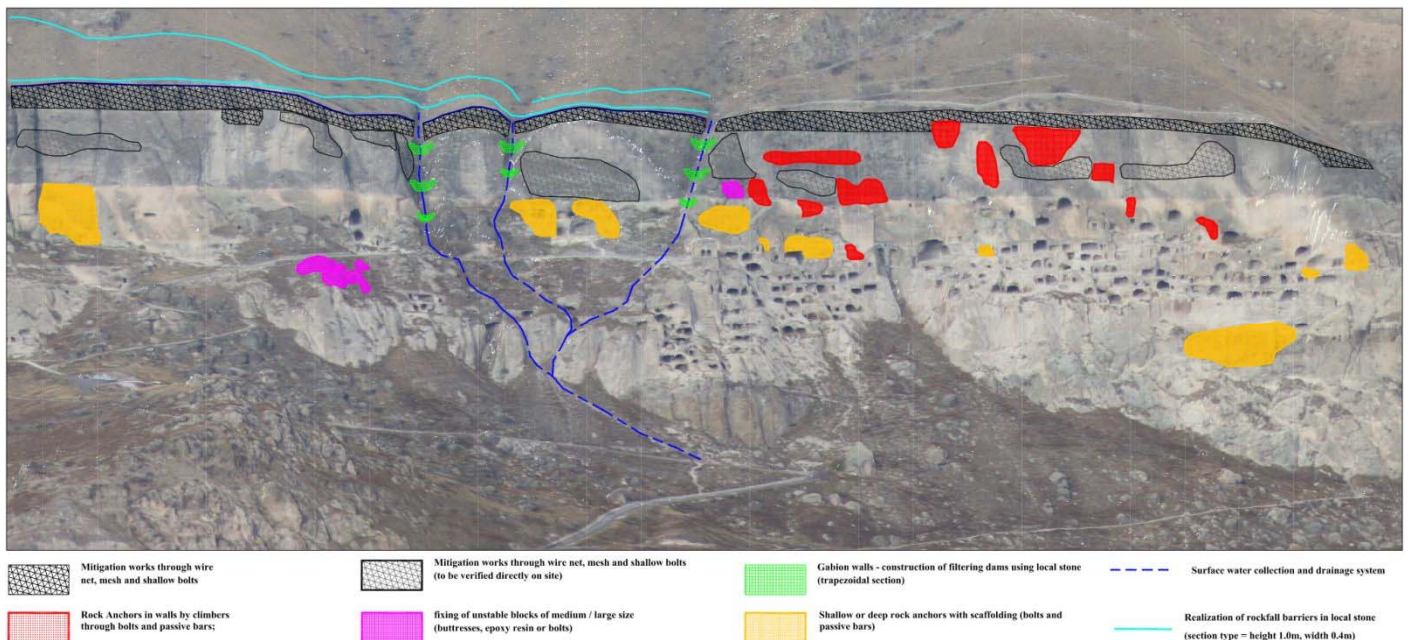 Mitigation works through wire
net, mesh and shallow bolts
Mitigation works through wire net, mesh and shallow bolts
(to be verified directly on site)
Gabion walls - construction of filtering dams using local stone
(trapezoidal section)
Surface water collection and drainage system
Rock Anchors in walls by climbers
through bolts and passive bars;
fixing of unstable blocks of medium / large size
(buttresses, epoxy resin or bolts)
Shallow or deep rock anchors with scaffolding (bolts and
passive bars)
Realization of rockfall barriers in local stone
(section type = height 1.0m, width 0.4m)